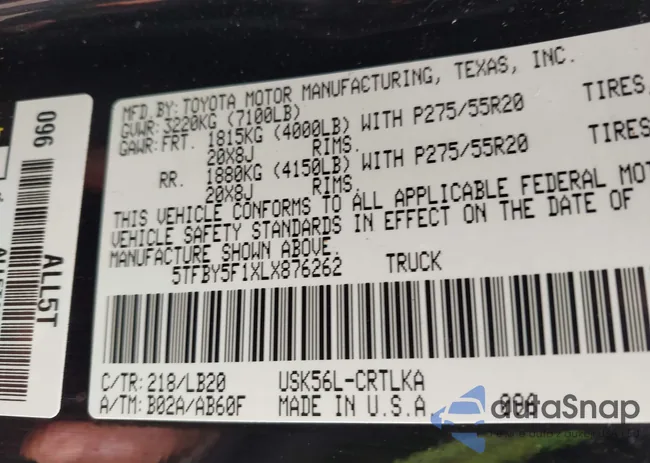 096
ALL5T
MFD.BY: TOYOTA MOTOR MANUFACTURING, TEXAS, INC.
GVWR: 3220KG (7100LB)
GAWR: FRT. 1815KG (4000LB) WITH P275/55R20 TIRES,
20X8J RIMS.
RR. 1880KG (4150LB) WITH P275/55R20 TIRES
20X8J RIMS.
THIS VEHICLE CONFORMS TO ALL APPLICABLE FEDERAL MOT
VEHICLE SAFETY STANDARDS IN EFFECT ON THE DATE OF
MANUFACTURE SHOWN ABOVE.
5TFBY5F1XLX876262 TRUCK
C/TR: 218/LB20 USK56L-CRTLKA
A/TM: B02A/AB60F MADE IN U.S.A. 00A
autoSnap